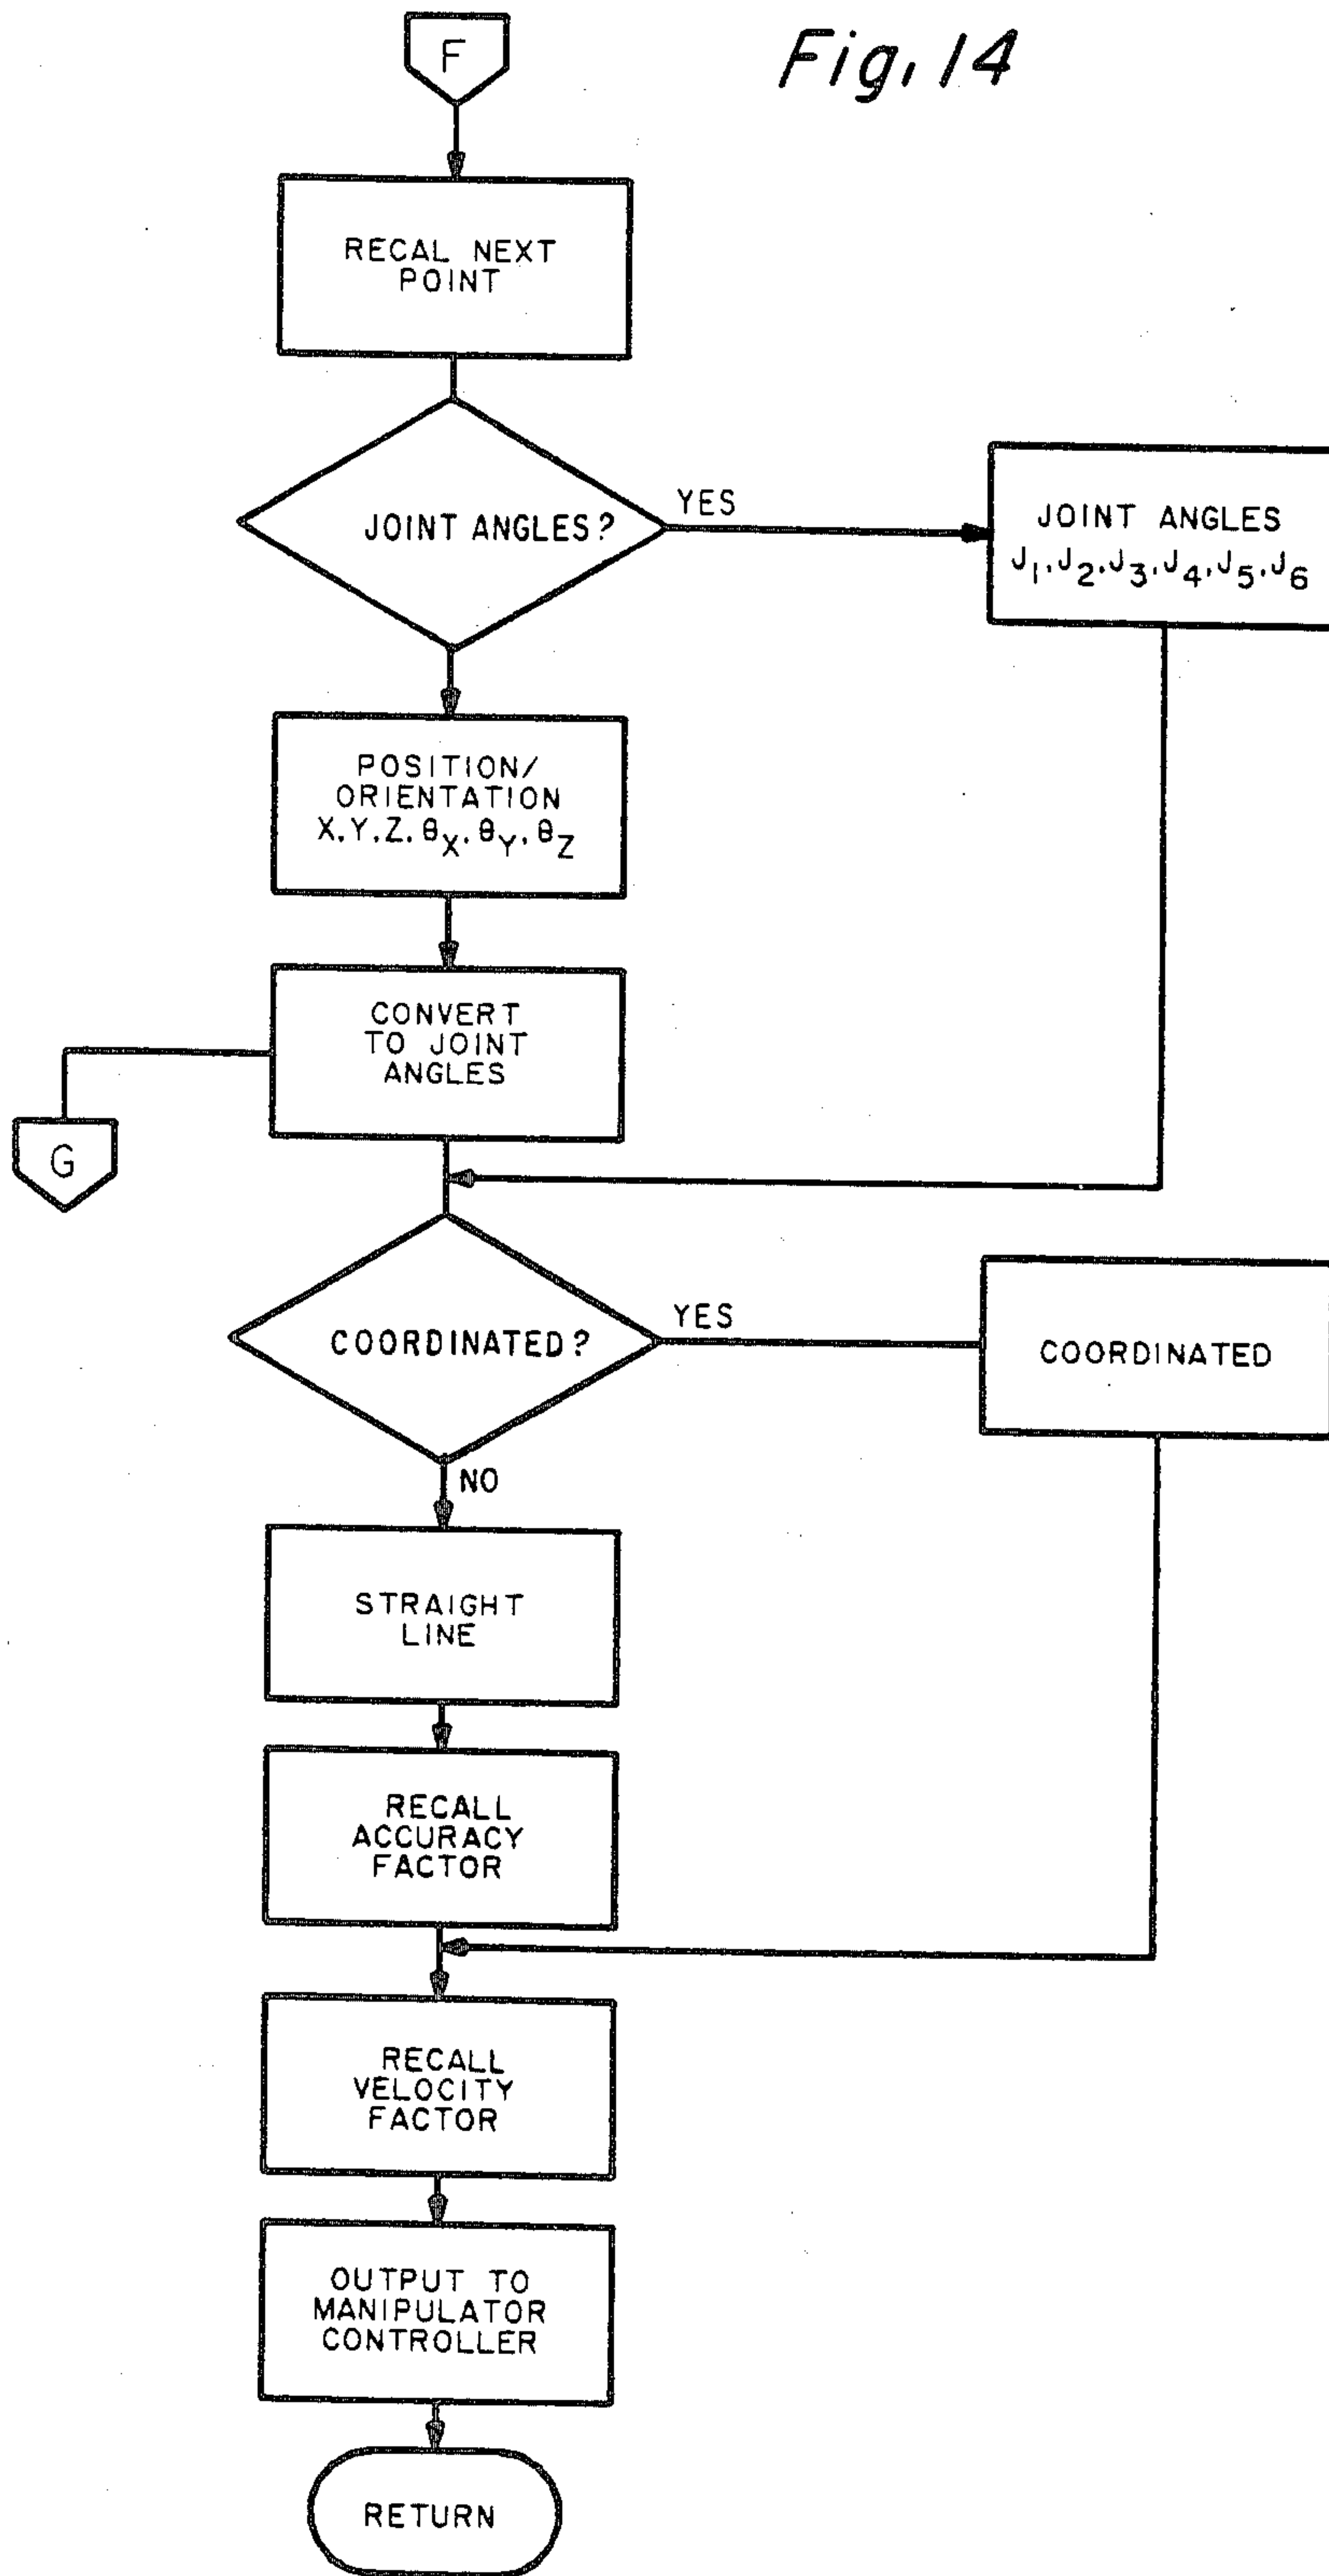 Fig. 14
F
RECAL NEXT
POINT
JOINT ANGLES?
YES
JOINT ANGLES
J1, J2, J3, J4, J5, J6
POSITION/
ORIENTATION
X, Y, Z, θX, θY, θZ
CONVERT
TO JOINT
ANGLES
G
COORDINATED?
YES
COORDINATED
NO
STRAIGHT
LINE
RECALL
ACCURACY
FACTOR
RECALL
VELOCITY
FACTOR
OUTPUT TO
MANIPULATOR
CONTROLLER
RETURN